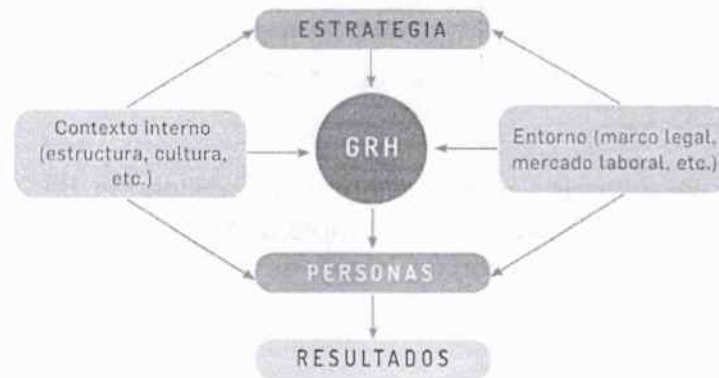 ESTRATEGIA
Contexto interno
(estructura, cultura,
etc.)
GRH
Entorno (marco legal,
mercado laboral, etc.)
PERSONAS
RESULTADOS